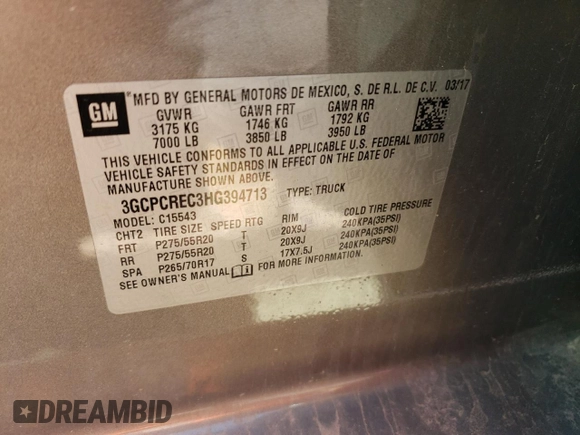 GM
MFD BY GENERAL MOTORS DE MEXICO, S. DE R.L. DE C.V. 03/17
GVWR GAWR FRT GAWR RR
3175 KG 1746 KG 1792 KG
7000 LB 3850 LB 3950 LB
THIS VEHICLE CONFORMS TO ALL APPLICABLE U.S. FEDERAL MOTOR
VEHICLE SAFETY STANDARDS IN EFFECT ON THE DATE OF
MANUFACTURE SHOWN ABOVE.
3GCPCREC3HG394713 TYPE: TRUCK
MODEL: C15543
CHT2 TIRE SIZE SPEED RTG RIM COLD TIRE PRESSURE
FRT P275/55R20 T 20X9J 240KPA(35PSI)
RR P275/55R20 T 20X9J 240KPA(35PSI)
SPA P265/70R17 S 17X7.5J 240KPA(35PSI)
SEE OWNER'S MANUAL FOR MORE INFORMATION.
DREAMBID